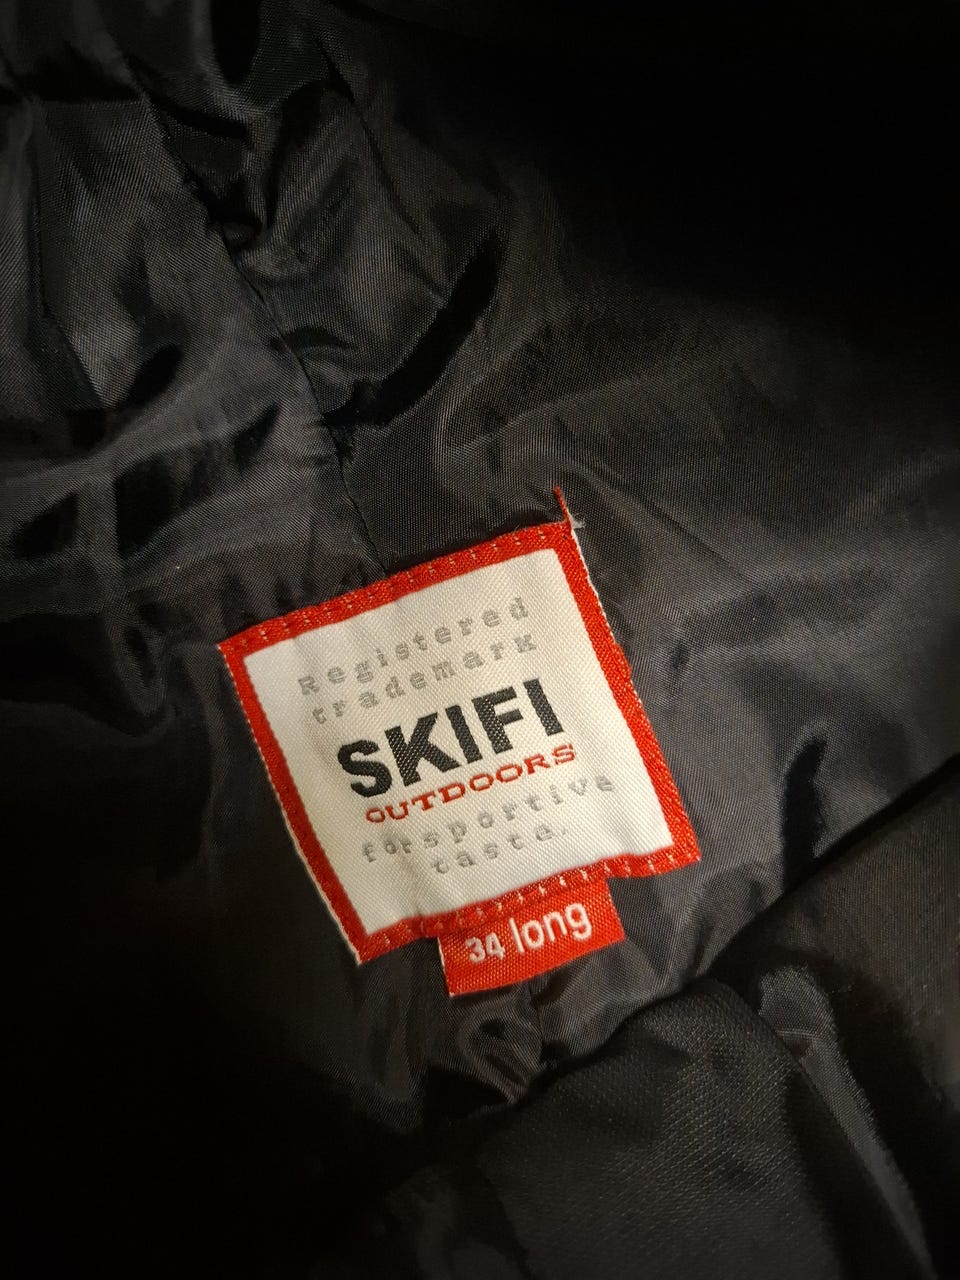 Registered
trademark
SKIFI
OUTDOORS
for sportive
taste.
34 long